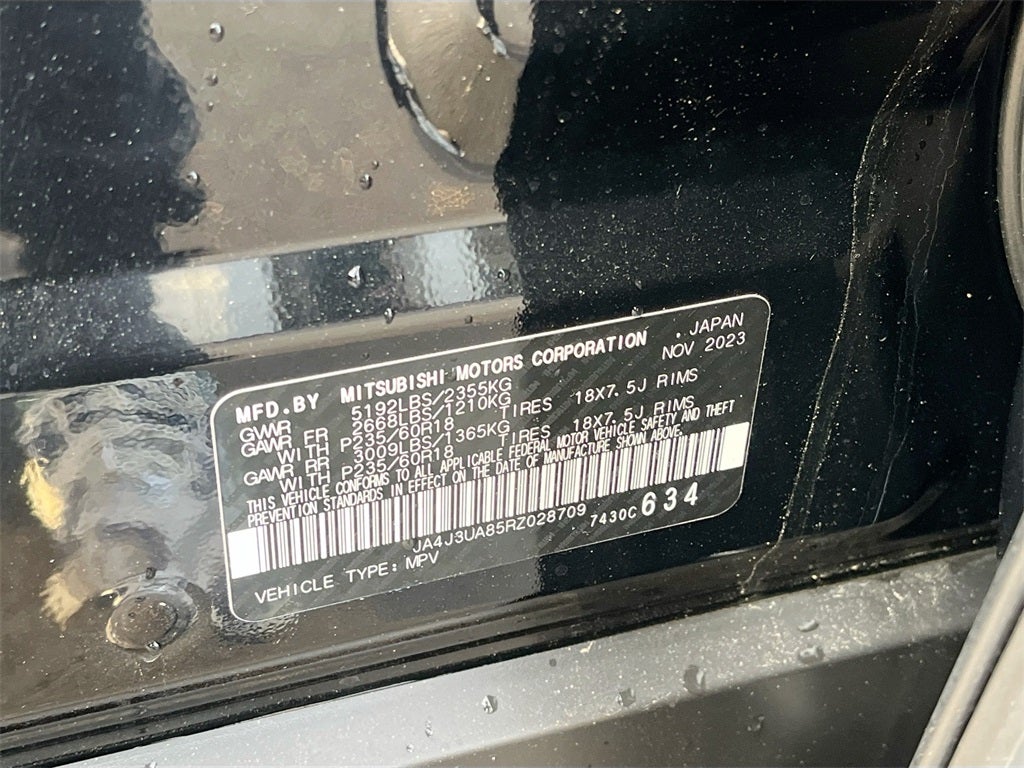 MFD.BY MITSUBISHI MOTORS CORPORATION , JAPAN
NOV 2023
GVWR 5192LBS/2355KG
GAWR FR 2668LBS/1210KG
WITH P235/60R18 TIRES 18X7.5J RIMS
GAWR RR 3009LBS/1365KG
WITH P235/60R18 TIRES 18X7.5J RIMS
THIS VEHICLE CONFORMS TO ALL APPLICABLE FEDERAL MOTOR VEHICLE SAFETY AND THEFT
PREVENTION STANDARDS IN EFFECT ON THE DATE OF MANUFACTURE SHOWN ABOVE.
JA4J3UA85RZ028709 7430C 634
VEHICLE TYPE: MPV